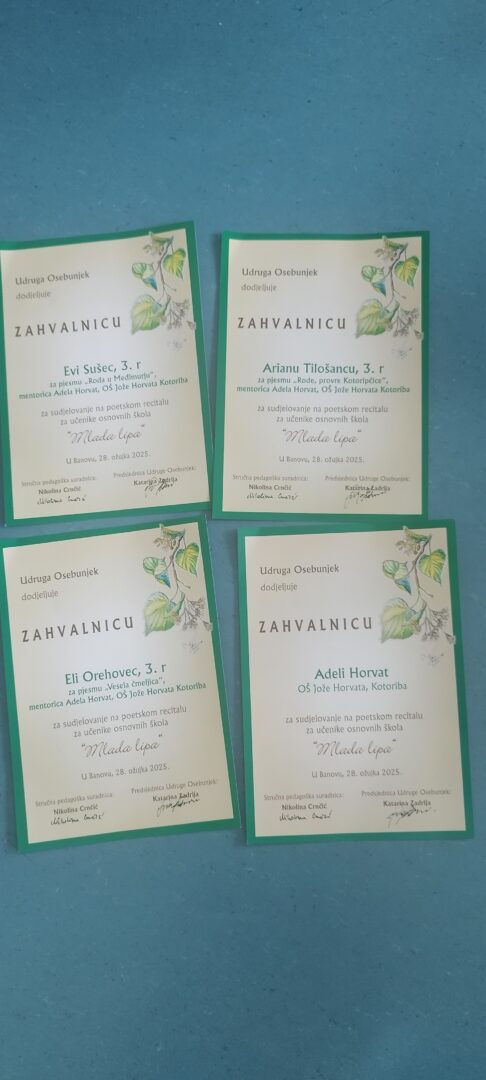 Udruga Osebunjek
dodjeljuje
ZAHVALNICU
Evi Sušec, 3. r
za pjesmu „Roda u Međimurju",
mentorica Adela Horvat, OŠ Jože Horvata Kotoriba
za sudjelovanje na poetskom recitalu
za učenike osnovnih škola
"Mlada lipa"
U Banovu, 28. ožujka 2025.
Stručna pedagoška suradnica:
Nikolina Crnčić
Predsjednica Udruge Osebunjek:
Katarina Zadrija
Udruga Osebunjek
dodjeljuje
ZAHVALNICU
Arianu Tilošancu, 3. r
za pjesmu „Rode, provre Kotoripčice",
mentorica Adela Horvat, OŠ Jože Horvata Kotoriba
za sudjelovanje na poetskom recitalu
za učenike osnovnih škola
"Mlada lipa"
U Banovu, 28. ožujka 2025.
Stručna pedagoška suradnica:
Nikolina Crnčić
Predsjednica Udruge Osebunjek:
Katarina Zadrija
Udruga Osebunjek
dodjeljuje
ZAHVALNICU
Eli Orehovec, 3. r
za pjesmu „Vesela čmeljica",
mentorica Adela Horvat, OŠ Jože Horvata Kotoriba
za sudjelovanje na poetskom recitalu
za učenike osnovnih škola
"Mlada lipa"
U Banovu, 28. ožujka 2025.
Stručna pedagoška suradnica:
Nikolina Crnčić
Predsjednica Udruge Osebunjek:
Katarina Zadrija
Udruga Osebunjek
dodjeljuje
ZAHVALNICU
Adeli Horvat
OŠ Jože Horvata, Kotoriba
za sudjelovanje na poetskom recitalu
za učenike osnovnih škola
"Mlada lipa"
U Banovu, 28. ožujka 2025.
Stručna pedagoška suradnica:
Nikolina Crnčić
Predsjednica Udruge Osebunjek:
Katarina Zadrija